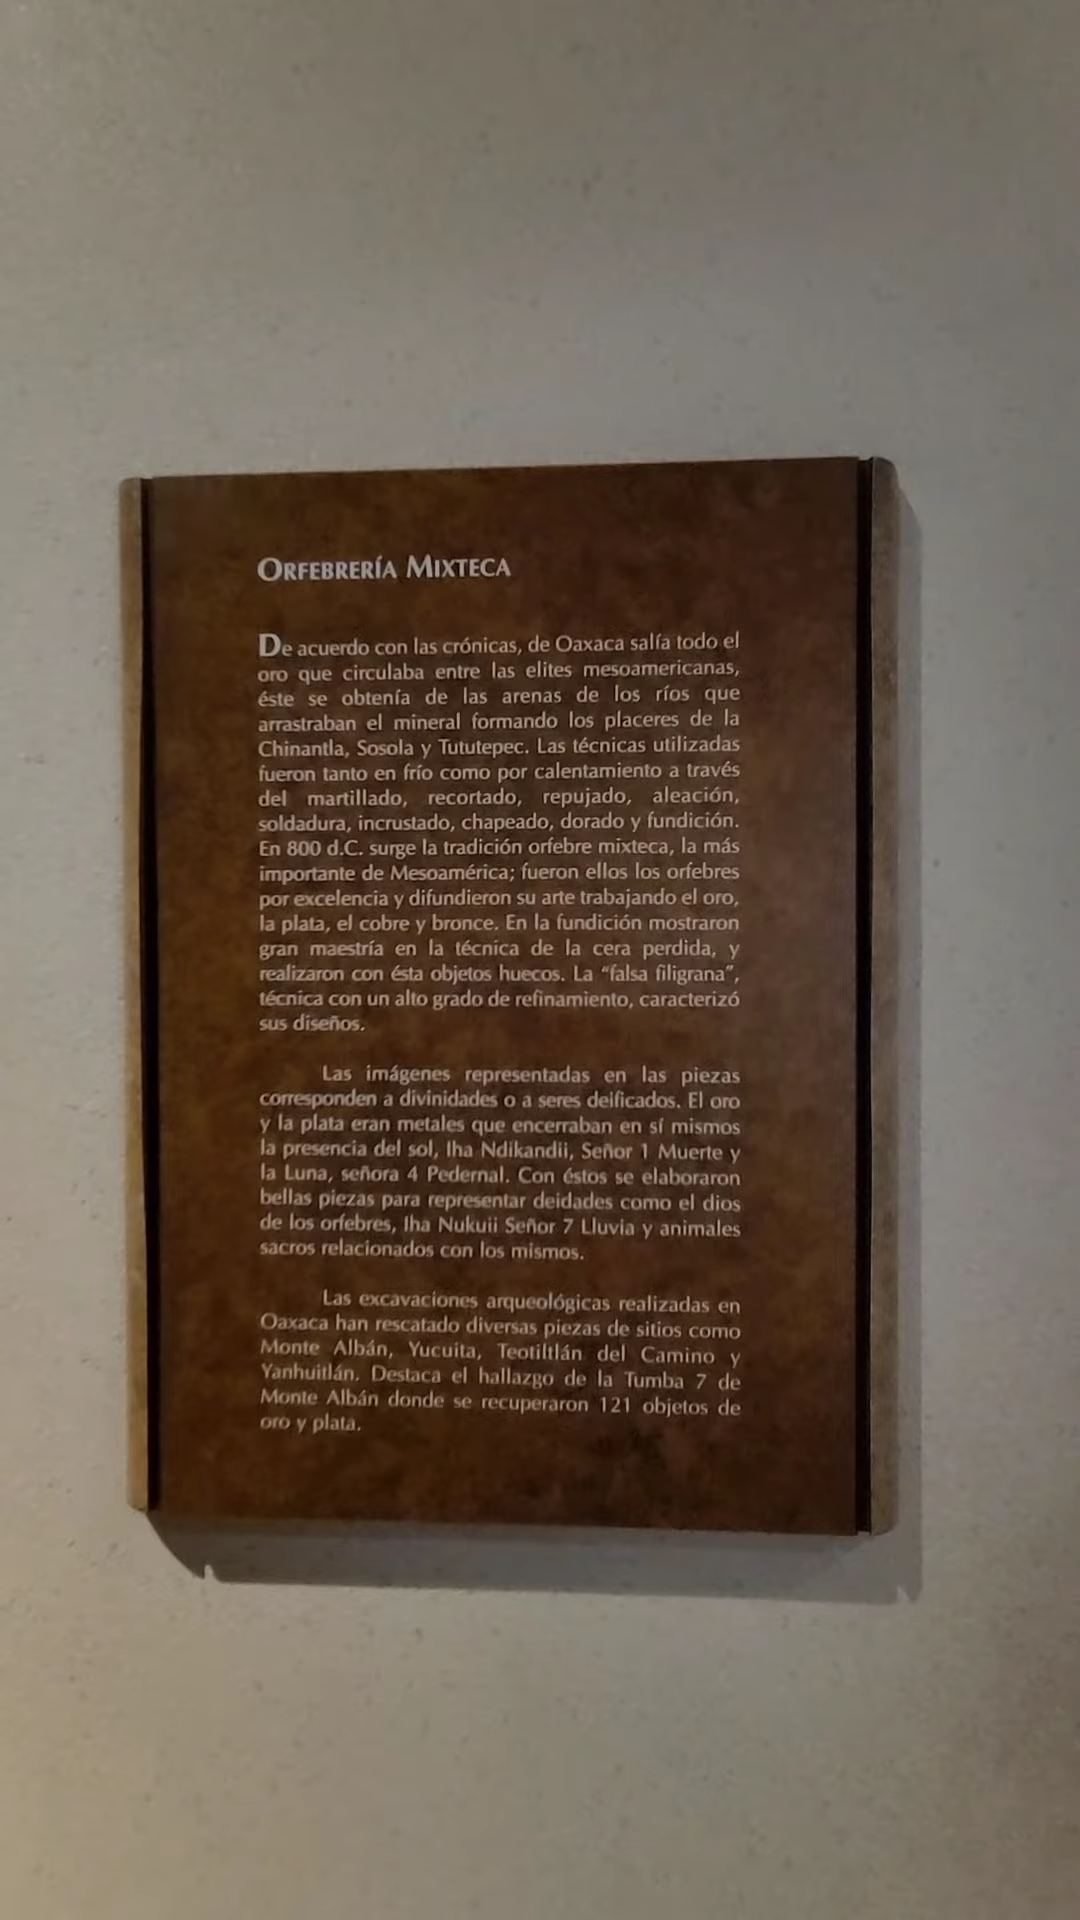 ORFEBRERÍA MIXTECA
De acuerdo con las crónicas, de Oaxaca salía todo el
oro que circulaba entre las elites mesoamericanas,
éste se obtenía de las arenas de los ríos que
arrastraban el mineral formando los placeres de la
Chinantla, Sosola y Tututepec. Las técnicas utilizadas
fueron tanto en frío como por calentamiento a través
del martillado, recortado, repujado, aleación,
soldadura, incrustado, chapeado, dorado y fundición.
En 800 d.C. surge la tradición orfebre mixteca, la más
importante de Mesoamérica; fueron ellos los orfebres
por excelencia y difundieron su arte trabajando el oro,
la plata, el cobre y bronce. En la fundición mostraron
gran maestría en la técnica de la cera perdida, y
realizaron con ésta objetos huecos. La “falsa filigrana”,
técnica con un alto grado de refinamiento, caracterizó
sus diseños.
Las imágenes representadas en las piezas
corresponden a divinidades o a seres deificados. El oro
y la plata eran metales que encerraban en sí mismos
la presencia del sol, Iha Ndikandii, Señor 1 Muerte y
la Luna, señora 4 Pedernal. Con éstos se elaboraron
bellas piezas para representar deidades como el dios
de los orfebres, Iha Nukuii Señor 7 Lluvia y animales
sacros relacionados con los mismos.
Las excavaciones arqueológicas realizadas en
Oaxaca han rescatado diversas piezas de sitios como
Monte Albán, Yucuita, Teotiltlán del Camino y
Yanhuitlán. Destaca el hallazgo de la Tumba 7 de
Monte Albán donde se recuperaron 121 objetos de
oro y plata.